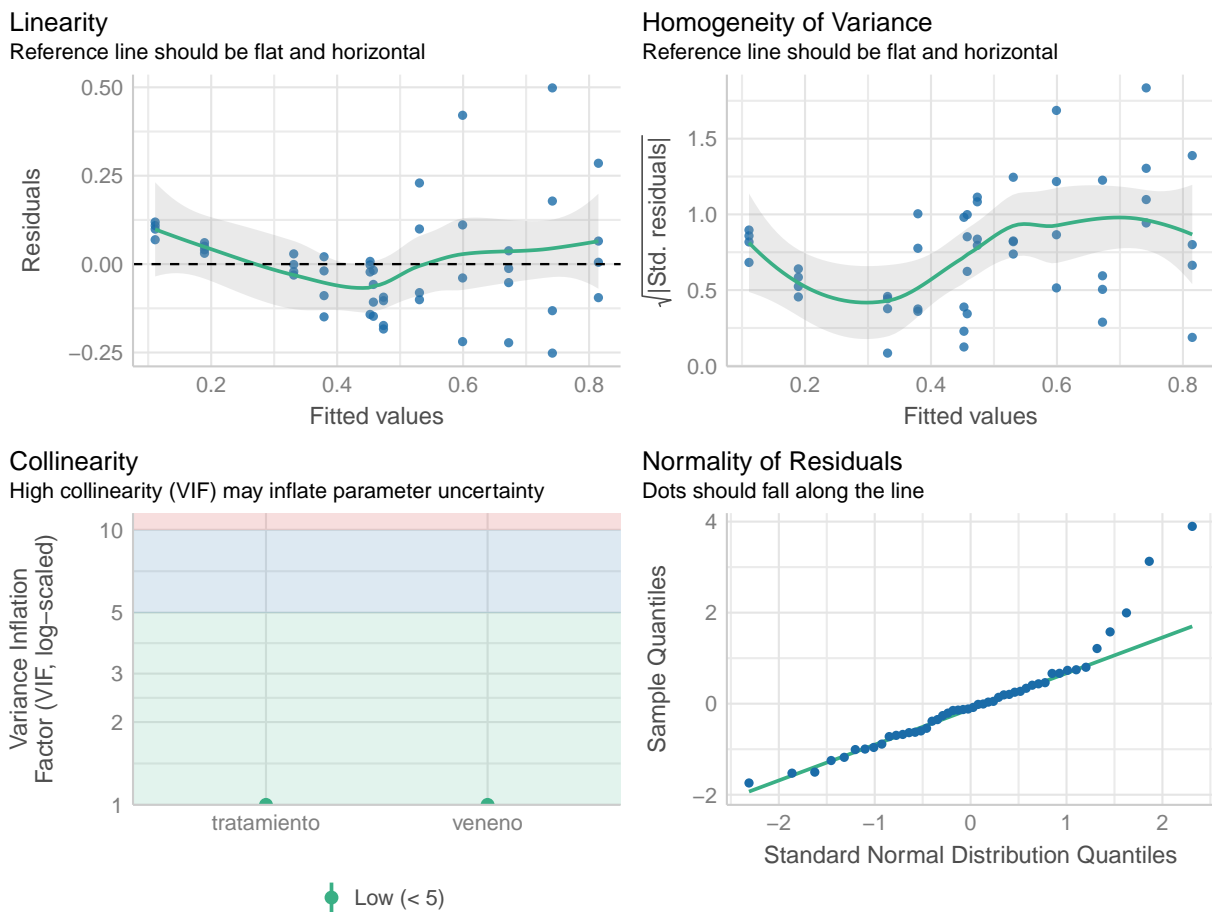 Linearity
Reference line should be flat and horizontal
0.50
0.25
0.00
−0.25
Residuals
0.2 0.4 0.6 0.8
Fitted values
Homogeneity of Variance
Reference line should be flat and horizontal
1.5
1.0
0.5
0.0
√|Std. residuals|
0.2 0.4 0.6 0.8
Fitted values
Collinearity
High collinearity (VIF) may inflate parameter uncertainty
10
5
3
2
1
Variance Inflation
Factor (VIF, log−scaled)
tratamiento veneno
Low (< 5)
Normality of Residuals
Dots should fall along the line
4
2
0
−2
Sample Quantiles
−2 −1 0 1 2
Standard Normal Distribution Quantiles